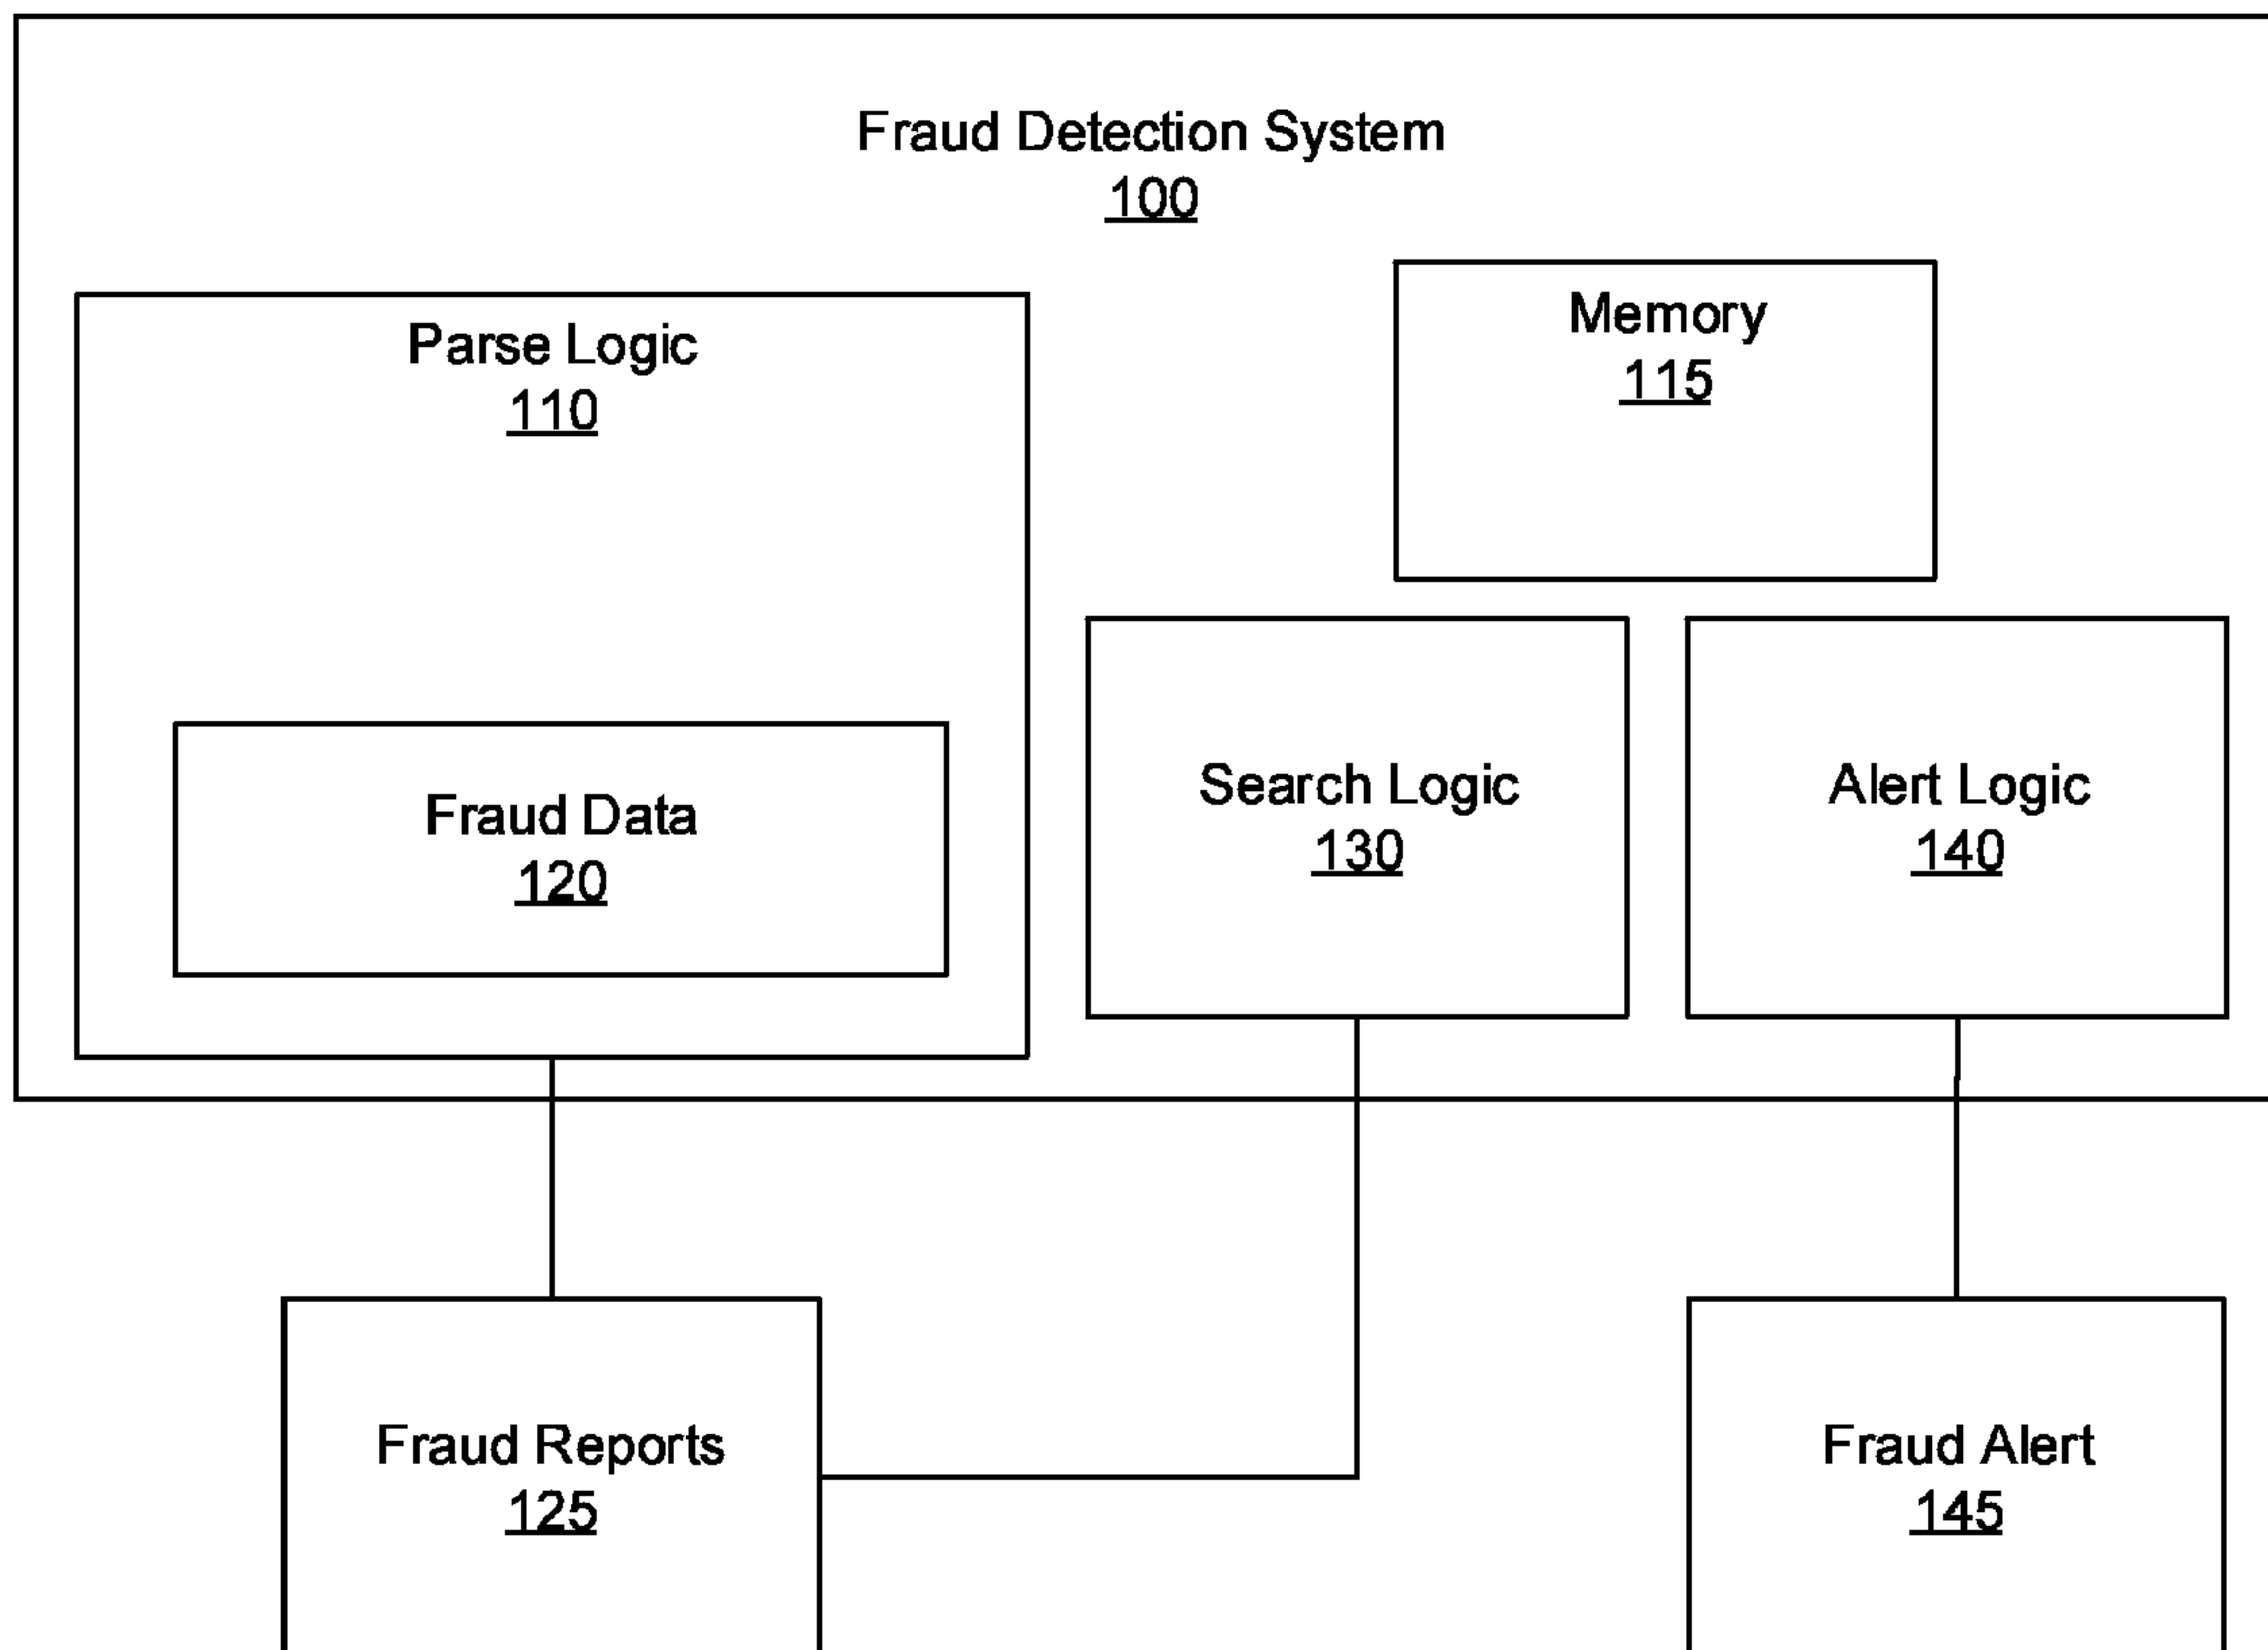 Fraud Detection System
100
Parse Logic
110
Memory
115
Fraud Data
120
Search Logic
130
Alert Logic
140
Fraud Reports
125
Fraud Alert
145